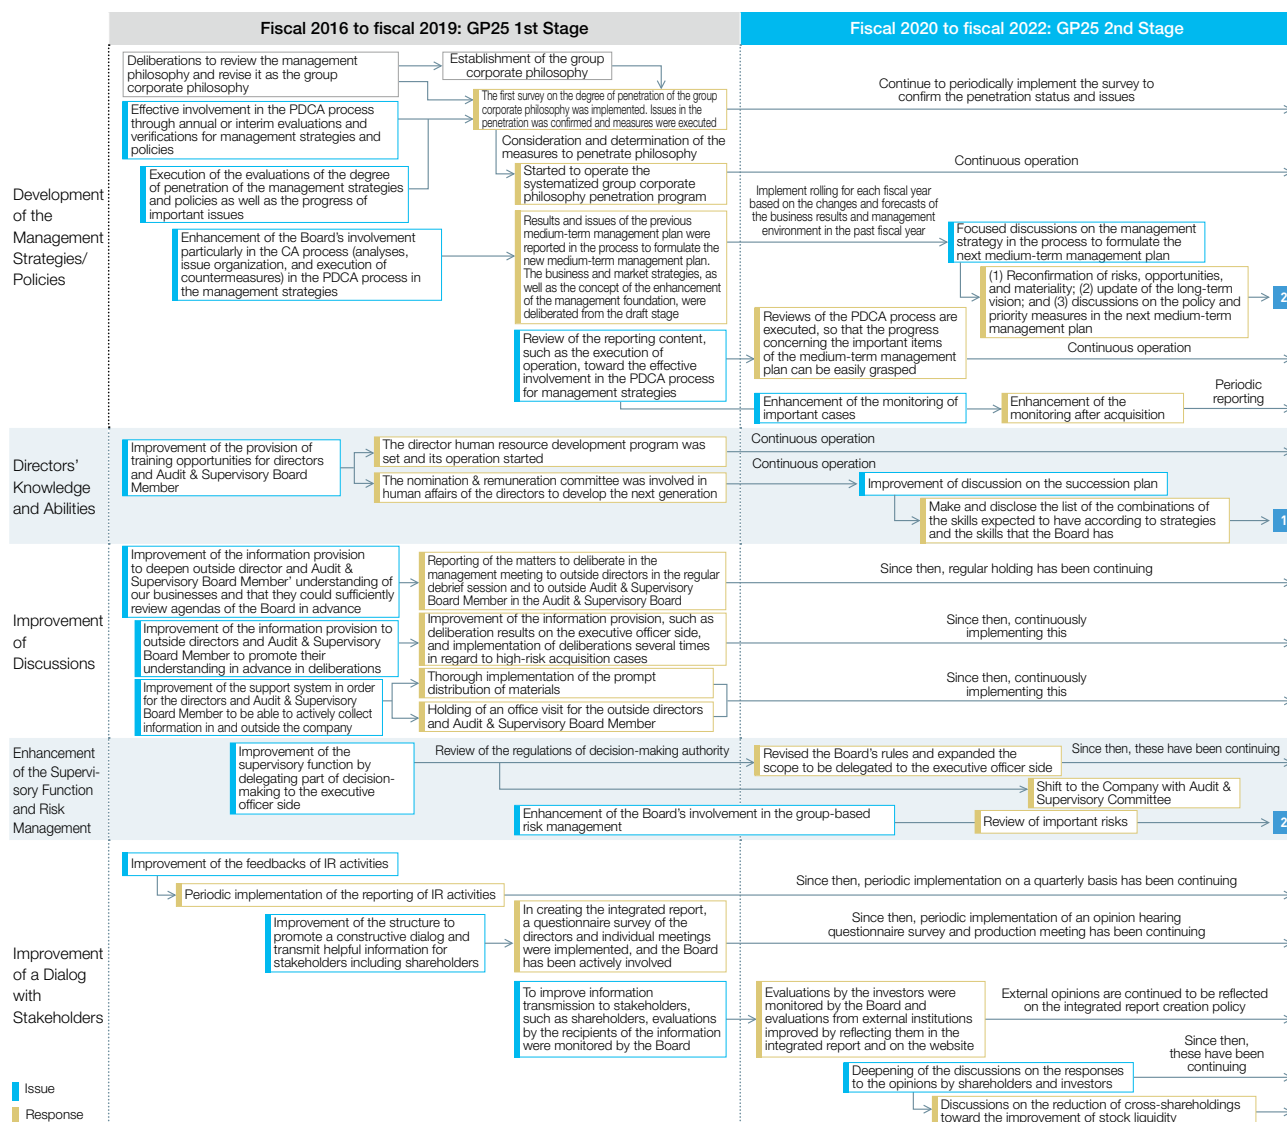 Fiscal 2016 to fiscal 2019: GP25 1st Stage
Fiscal 2020 to fiscal 2022: GP25 2nd Stage
Development
of the
Management
Strategies/
Policies
Deliberations to review the management
philosophy and revise it as the group
corporate philosophy
Establishment of the group
corporate philosophy
The first survey on the degree of penetration of the group
corporate philosophy was implemented. Issues in the
penetration was confirmed and measures were executed
Continue to periodically implement the survey to
confirm the penetration status and issues
Effective involvement in the PDCA process
through annual or interim evaluations and
verifications for management strategies and
policies
Consideration and determination of the
measures to penetrate philosophy
Execution of the evaluations of the degree
of penetration of the management strategies
and policies as well as the progress of
important issues
Started to operate the
systematized group corporate
philosophy penetration program
Continuous operation
Enhancement of the Board's involvement
particularly in the CA process (analyses,
issue organization, and execution of
countermeasures) in the PDCA process in
the management strategies
Results and issues of the previous
medium-term management plan were
reported in the process to formulate the
new medium-term management plan.
The business and market strategies, as
well as the concept of the enhancement
of the management foundation, were
deliberated from the draft stage
Implement rolling for each fiscal year
based on the changes and forecasts of
the business results and management
environment in the past fiscal year
Focused discussions on the management
strategy in the process to formulate the
next medium-term management plan
(1) Reconfirmation of risks, opportunities,
and materiality; (2) update of the long-term
vision; and (3) discussions on the policy and
priority measures in the next medium-term
management plan
2
Review of the reporting content,
such as the execution of
operation, toward the effective
involvement in the PDCA process
for management strategies
Reviews of the PDCA process are
executed, so that the progress
concerning the important items
of the medium-term management
plan can be easily grasped
Continuous operation
Enhancement of the monitoring of
important cases
Enhancement of the
monitoring after acquisition
Periodic
reporting
Directors'
Knowledge
and Abilities
Improvement of the provision of
training opportunities for directors
and Audit & Supervisory Board
Member
The director human resource development program was
set and its operation started
Continuous operation
The nomination & remuneration committee was involved in
human affairs of the directors to develop the next generation
Continuous operation
Improvement of discussion on the succession plan
Make and disclose the list of the combinations of
the skills expected to have according to strategies
and the skills that the Board has
1
Improvement
of
Discussions
Improvement of the information provision
to deepen outside director and Audit &
Supervisory Board Member' understanding of
our businesses and that they could sufficiently
review agendas of the Board in advance
Reporting of the matters to deliberate in the
management meeting to outside directors in the regular
debrief session and to outside Audit & Supervisory
Board Member in the Audit & Supervisory Board
Since then, regular holding has been continuing
Improvement of the information provision to
outside directors and Audit & Supervisory
Board Member to promote their
understanding in advance in deliberations
Improvement of the information provision, such as
deliberation results on the executive officer side,
and implementation of deliberations several times
in regard to high-risk acquisition cases
Since then, continuously
implementing this
Improvement of the support system in order
for the directors and Audit & Supervisory
Board Member to be able to actively collect
information in and outside the company
Thorough implementation of the prompt
distribution of materials
Holding of an office visit for the outside directors
and Audit & Supervisory Board Member
Since then, continuously
implementing this
Enhancement
of the Supervi-
sory Function
and Risk
Management
Improvement of the
supervisory function by
delegating part of decision-
making to the executive
officer side
Review of the regulations of decision-making authority
Revised the Board's rules and expanded the
scope to be delegated to the executive officer side
Since then, these have been continuing
Shift to the Company with Audit &
Supervisory Committee
Enhancement of the Board's involvement in the group-based
risk management
Review of important risks
2
Improvement
of a Dialog
with
Stakeholders
Improvement of the feedbacks of IR activities
Periodic implementation of the reporting of IR activities
Since then, periodic implementation on a quarterly basis has been continuing
Improvement of the structure to
promote a constructive dialog and
transmit helpful information for
stakeholders including shareholders
In creating the integrated report,
a questionnaire survey of the
directors and individual meetings
were implemented, and the Board
has been actively involved
Since then, periodic implementation of an opinion hearing
questionnaire survey and production meeting has been continuing
To improve information
transmission to stakeholders,
such as shareholders, evaluations
by the recipients of the information
were monitored by the Board
Evaluations by the investors were
monitored by the Board and
evaluations from external institutions
improved by reflecting them in the
integrated report and on the website
External opinions are continued to be reflected
on the integrated report creation policy
Deepening of the discussions on the responses
to the opinions by shareholders and investors
Since then,
these have been
continuing
Discussions on the reduction of cross-shareholdings
toward the improvement of stock liquidity
Issue
Response